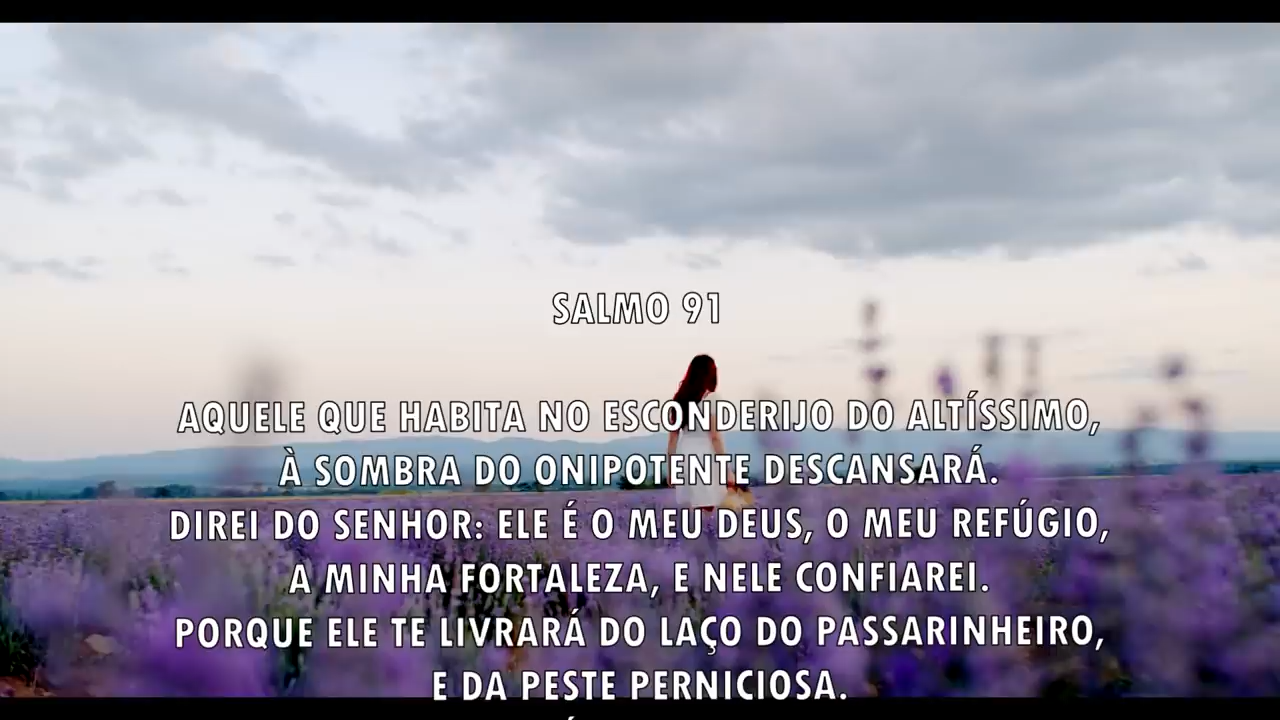 SALMO 91
AQUELE QUE HABITA NO ESCONDERIJO DO ALTÍSSIMO,
À SOMBRA DO ONIPOTENTE DESCANSARÁ.
DIREI DO SENHOR: ELE É O MEU DEUS, O MEU REFÚGIO,
A MINHA FORTALEZA, E NELE CONFIAREI.
PORQUE ELE TE LIVRARÁ DO LAÇO DO PASSARINHEIRO,
E DA PESTE PERNICIOSA.